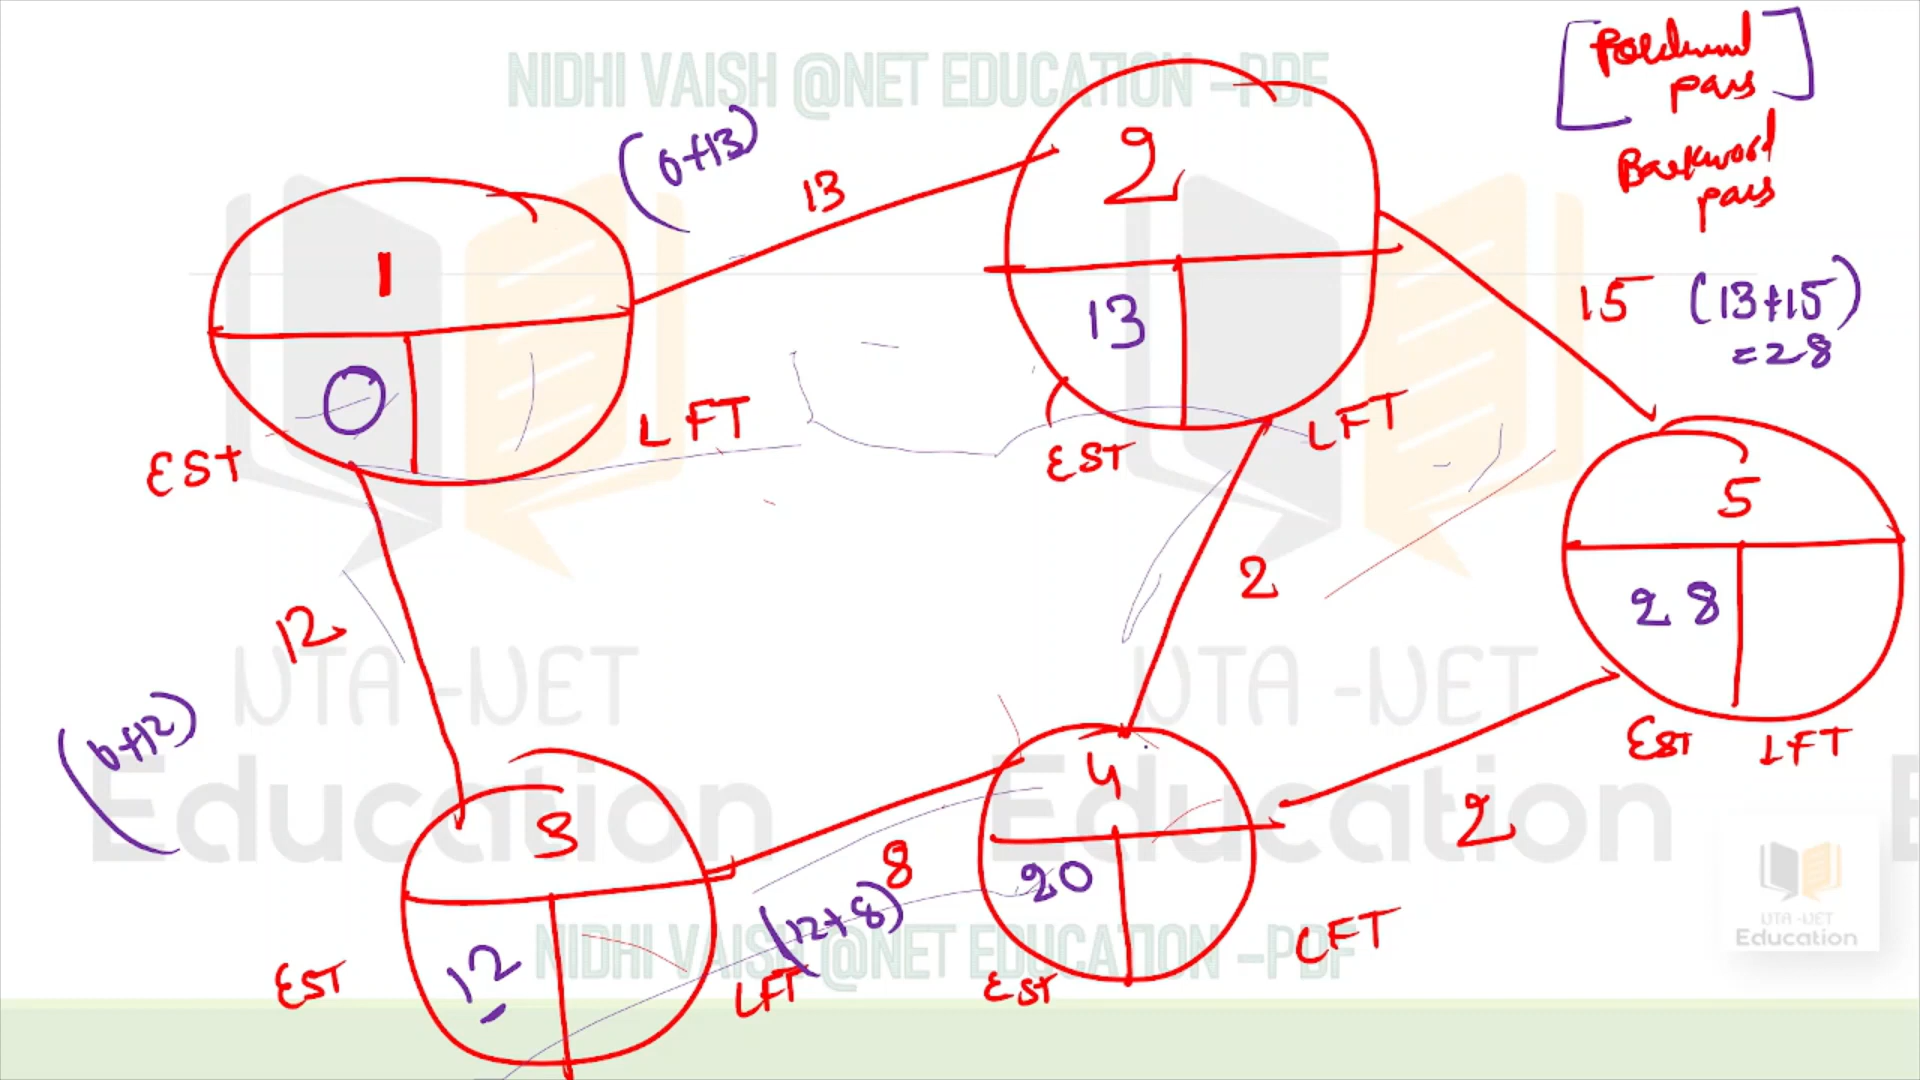 NIDHI VAISH @NET EDUCATION -PDF
Backword
pass
pass
(0+13)
13
2
1
13
15 (13+15)
= 28
0
LFT
EST
EST
LFT
5
2
28
12
NTA -NET
Education
NTA -NET
Education
EST LFT
(0+12)
4
3
8
2
20
(12+8)
12
EST
LFT
EST
LFT
NIDHI VAISH @NET EDUCATION -PDF
NTA -NET
Education